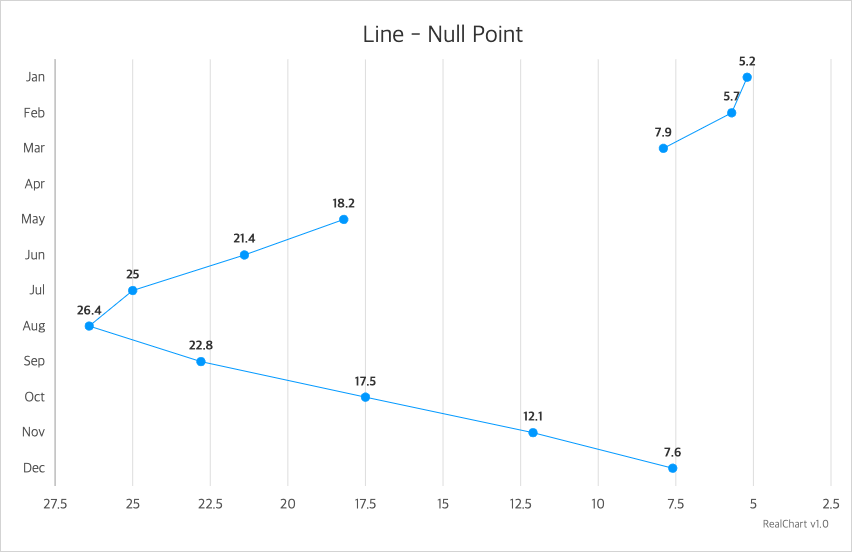 Line - Null Point
Jan
5.2
Feb
5.7
Mar
7.9
Apr
May
18.2
Jun
21.4
Jul
25
Aug
26.4
Sep
22.8
Oct
17.5
Nov
12.1
Dec
7.6
27.5 25 22.5 20 17.5 15 12.5 10 7.5 5 2.5
RealChart v1.0